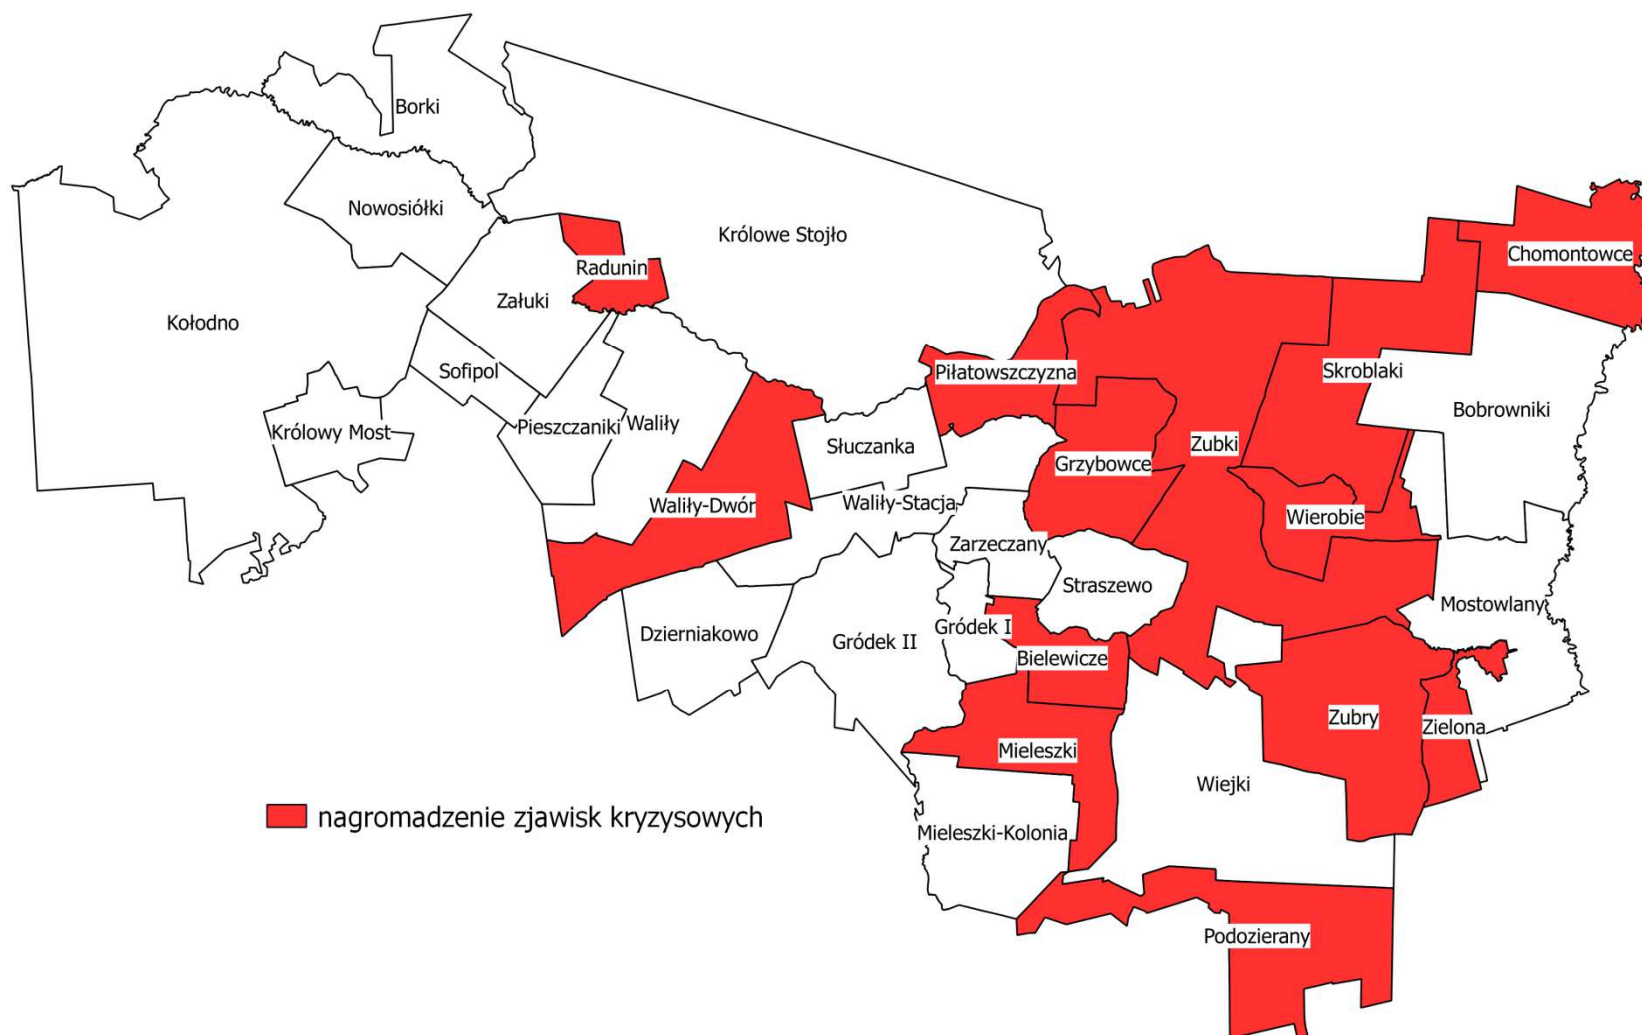 Borki
Nowosiółki
Królowe Stojło
Radunin
Chomontowce
Załuki
Kołodno
Sofipol
Piłatowszczyzna
Skroblaki
Bobrowniki
Królowy Most
Pieszczaniki
Waliły
Słuczanka
Zubki
Grzybowce
Waliły-Dwór
Waliły-Stacja
Wierobie
Zarzeczany
Straszewo
Mostowlany
Dzierniakowo
Gródek II
Gródek I
Bielewicze
Zubry
Zielona
Mieleszki
Wiejki
nagromadzenie zjawisk kryzysowych
Mieleszki-Kolonia
Podozierany